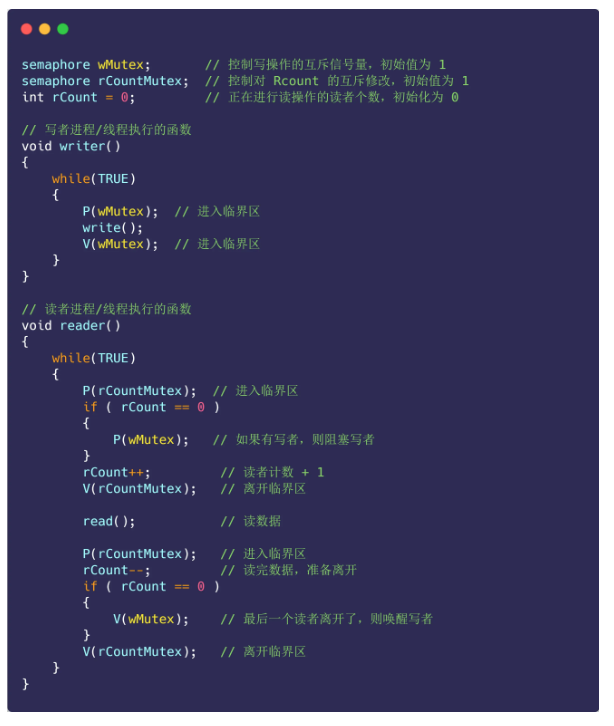 semaphore wMutex;       // 控制写操作的互斥信号量，初始值为 1
semaphore rCountMutex;  // 控制对 Rcount 的互斥修改，初始值为 1
int rCount = 0;         // 正在进行读操作的读者个数，初始化为 0

// 写者进程/线程执行的函数
void writer()
{
    while(TRUE)
    {
        P(wMutex);  // 进入临界区
        write();
        V(wMutex);  // 进入临界区
    }
}

// 读者进程/线程执行的函数
void reader()
{
    while(TRUE)
    {
        P(rCountMutex);  // 进入临界区
        if ( rCount == 0 )
        {
            P(wMutex);   // 如果有写者，则阻塞写者
        }
        rCount++;         // 读者计数 + 1
        V(rCountMutex);   // 离开临界区

        read();           // 读数据

        P(rCountMutex);   // 进入临界区
        rCount--;         // 读完数据，准备离开
        if ( rCount == 0 )
        {
            V(wMutex);    // 最后一个读者离开了，则唤醒写者
        }
        V(rCountMutex);   // 离开临界区
    }
}